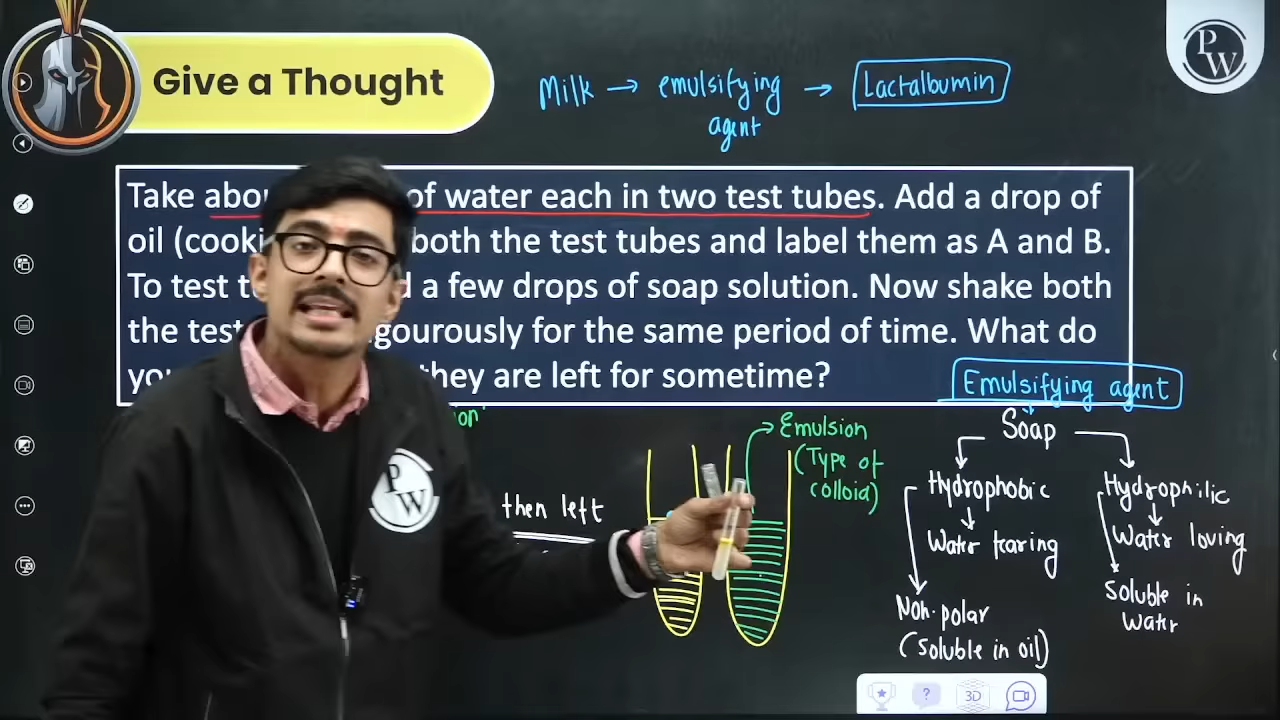 Give a Thought
Milk → emulsifying → Lactalbumin
agent
PW
Take of water each in two test tubes. Add a drop of
oil both the test tubes and label them as A and B.
To test a few drops of soap solution. Now shake both
the test for the same period of time. What do
they are left for sometime?
Emulsifying agent
Soap
Emulsion
(Type of
colloid)
then left
Hydrophobic Hydrophilic
Water fearing Water loving
Non-polar
(Soluble in oil)
Soluble in
Water
PW
?
3D